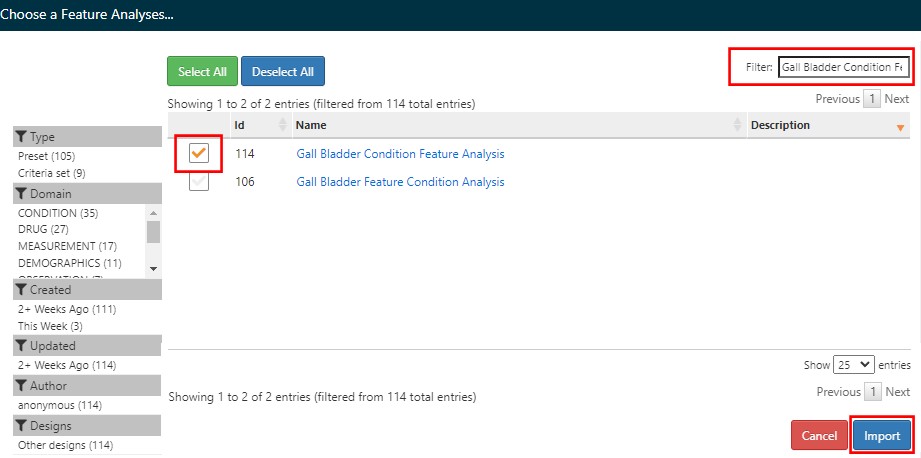 Choose a Feature Analyses...
Select All
Deselect All
Filter: Gall Bladder Condition Fe
Previous 1 Next
Showing 1 to 2 of 2 entries (filtered from 114 total entries)
Id Name Description
114 Gall Bladder Condition Feature Analysis
106 Gall Bladder Feature Condition Analysis
Type
Preset (105)
Criteria set (9)
Domain
CONDITION (35)
DRUG (27)
MEASUREMENT (17)
DEMOGRAPHICS (11)
Created
2+ Weeks Ago (111)
This Week (3)
Updated
2+ Weeks Ago (114)
Author
anonymous (114)
Designs
Other designs (114)
Show 25 entries
Showing 1 to 2 of 2 entries (filtered from 114 total entries)
Previous 1 Next
Cancel
Import